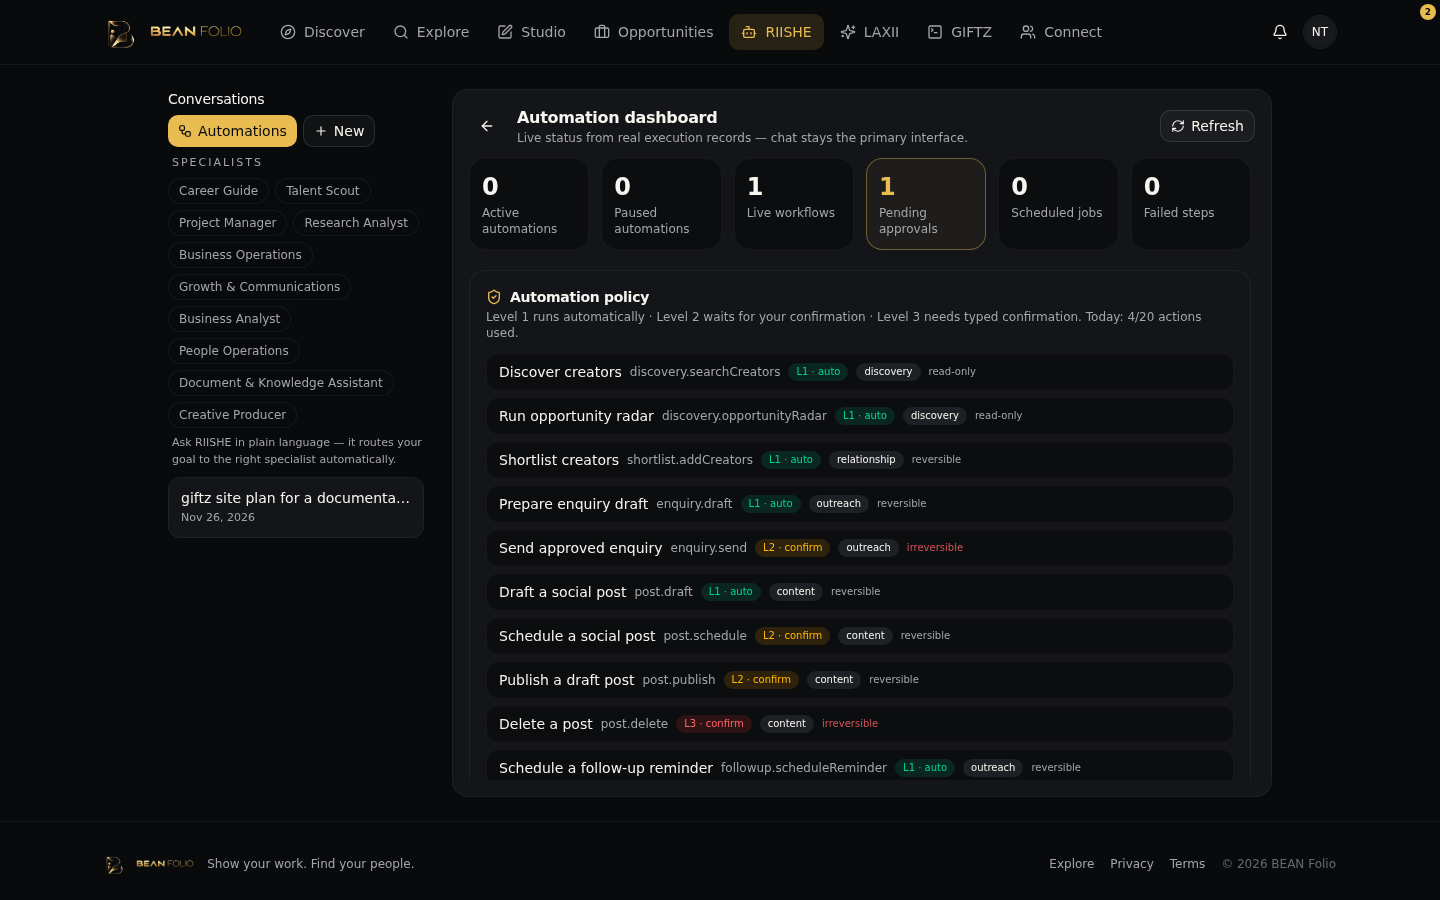 2
BEAN FOLIO
Discover
Explore
Studio
Opportunities
RIISHE
LAXII
GIFTZ
Connect
NT
Conversations
Automations
New
SPECIALISTS
Career Guide
Talent Scout
Project Manager
Research Analyst
Business Operations
Growth & Communications
Business Analyst
People Operations
Document & Knowledge Assistant
Creative Producer
Ask RIISHE in plain language — it routes your
goal to the right specialist automatically.
giftz site plan for a documenta...
Nov 26, 2026
Automation dashboard
Live status from real execution records — chat stays the primary interface.
Refresh
0
Active
automations
0
Paused
automations
1
Live workflows
1
Pending
approvals
0
Scheduled jobs
0
Failed steps
Automation policy
Level 1 runs automatically · Level 2 waits for your confirmation · Level 3 needs typed confirmation. Today: 4/20 actions
used.
Discover creators discovery.searchCreators L1 · auto discovery read-only
Run opportunity radar discovery.opportunityRadar L1 · auto discovery read-only
Shortlist creators shortlist.addCreators L1 · auto relationship reversible
Prepare enquiry draft enquiry.draft L1 · auto outreach reversible
Send approved enquiry enquiry.send L2 · confirm outreach irreversible
Draft a social post post.draft L1 · auto content reversible
Schedule a social post post.schedule L2 · confirm content reversible
Publish a draft post post.publish L2 · confirm content reversible
Delete a post post.delete L3 · confirm content irreversible
Schedule a follow-up reminder followup.scheduleReminder L1 · auto outreach reversible
BEAN FOLIO
Show your work. Find your people.
Explore
Privacy
Terms
© 2026 BEAN Folio